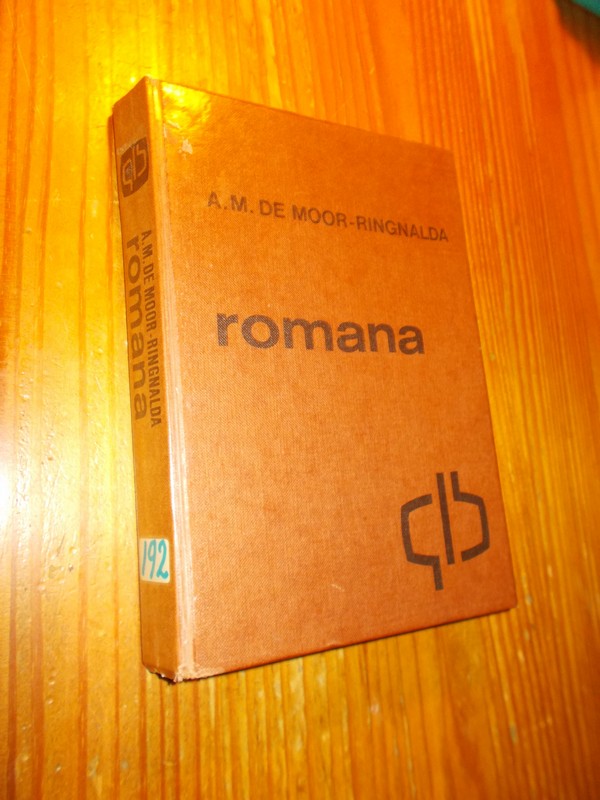 A.M. DE MOOR-RINGNALDA
romana
A.M. DE MOOR-RINGNALDA
romana
192